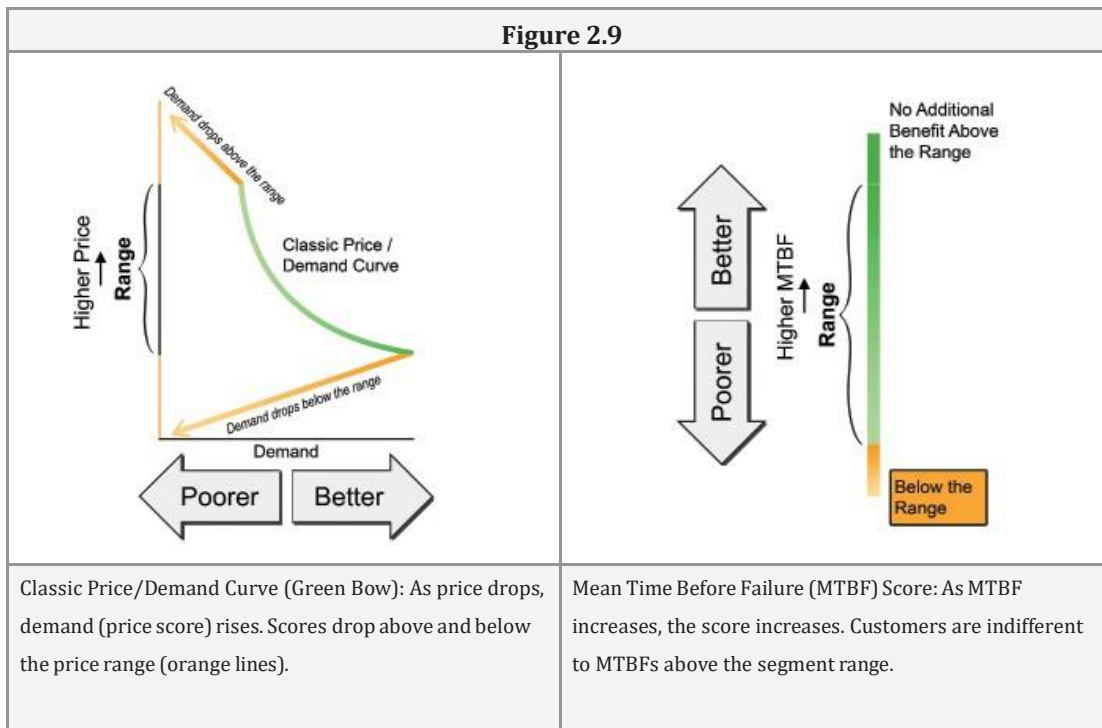 Figure 2.9
Demand drops above the range
Higher Price
Range
Classic Price /
Demand Curve
Demand drops below the range
Demand
Poorer
Better
No Additional
Benefit Above
the Range
Better
Poorer
Higher MTBF
Range
Below the
Range
Classic Price/Demand Curve (Green Bow): As price drops,
demand (price score) rises. Scores drop above and below
the price range (orange lines).
Mean Time Before Failure (MTBF) Score: As MTBF
increases, the score increases. Customers are indifferent
to MTBFs above the segment range.